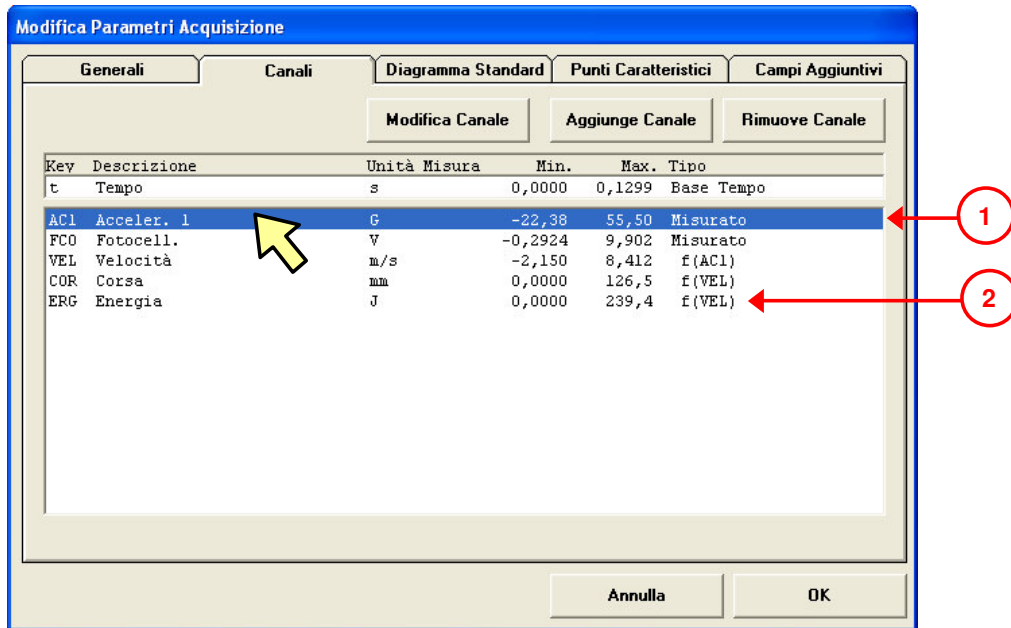 Modifica Parametri Acquisizione
Generali Canali Diagramma Standard Punti Caratteristici Campi Aggiuntivi
Modifica Canale Aggiunge Canale Rimuove Canale
Key Descrizione Unità Misura Min. Max. Tipo
t Tempo s 0,0000 0,1299 Base Tempo
AC1 Acceler. 1 G -22,38 55,50 Misurato
1
FCO Fotocell. V -0,2924 9,902 Misurato
VEL Velocità m/s -2,150 8,412 f(AC1)
COR Corsa mm 0,0000 126,5 f(VEL)
ERG Energia J 0,0000 239,4 f(VEL)
2
Annulla OK